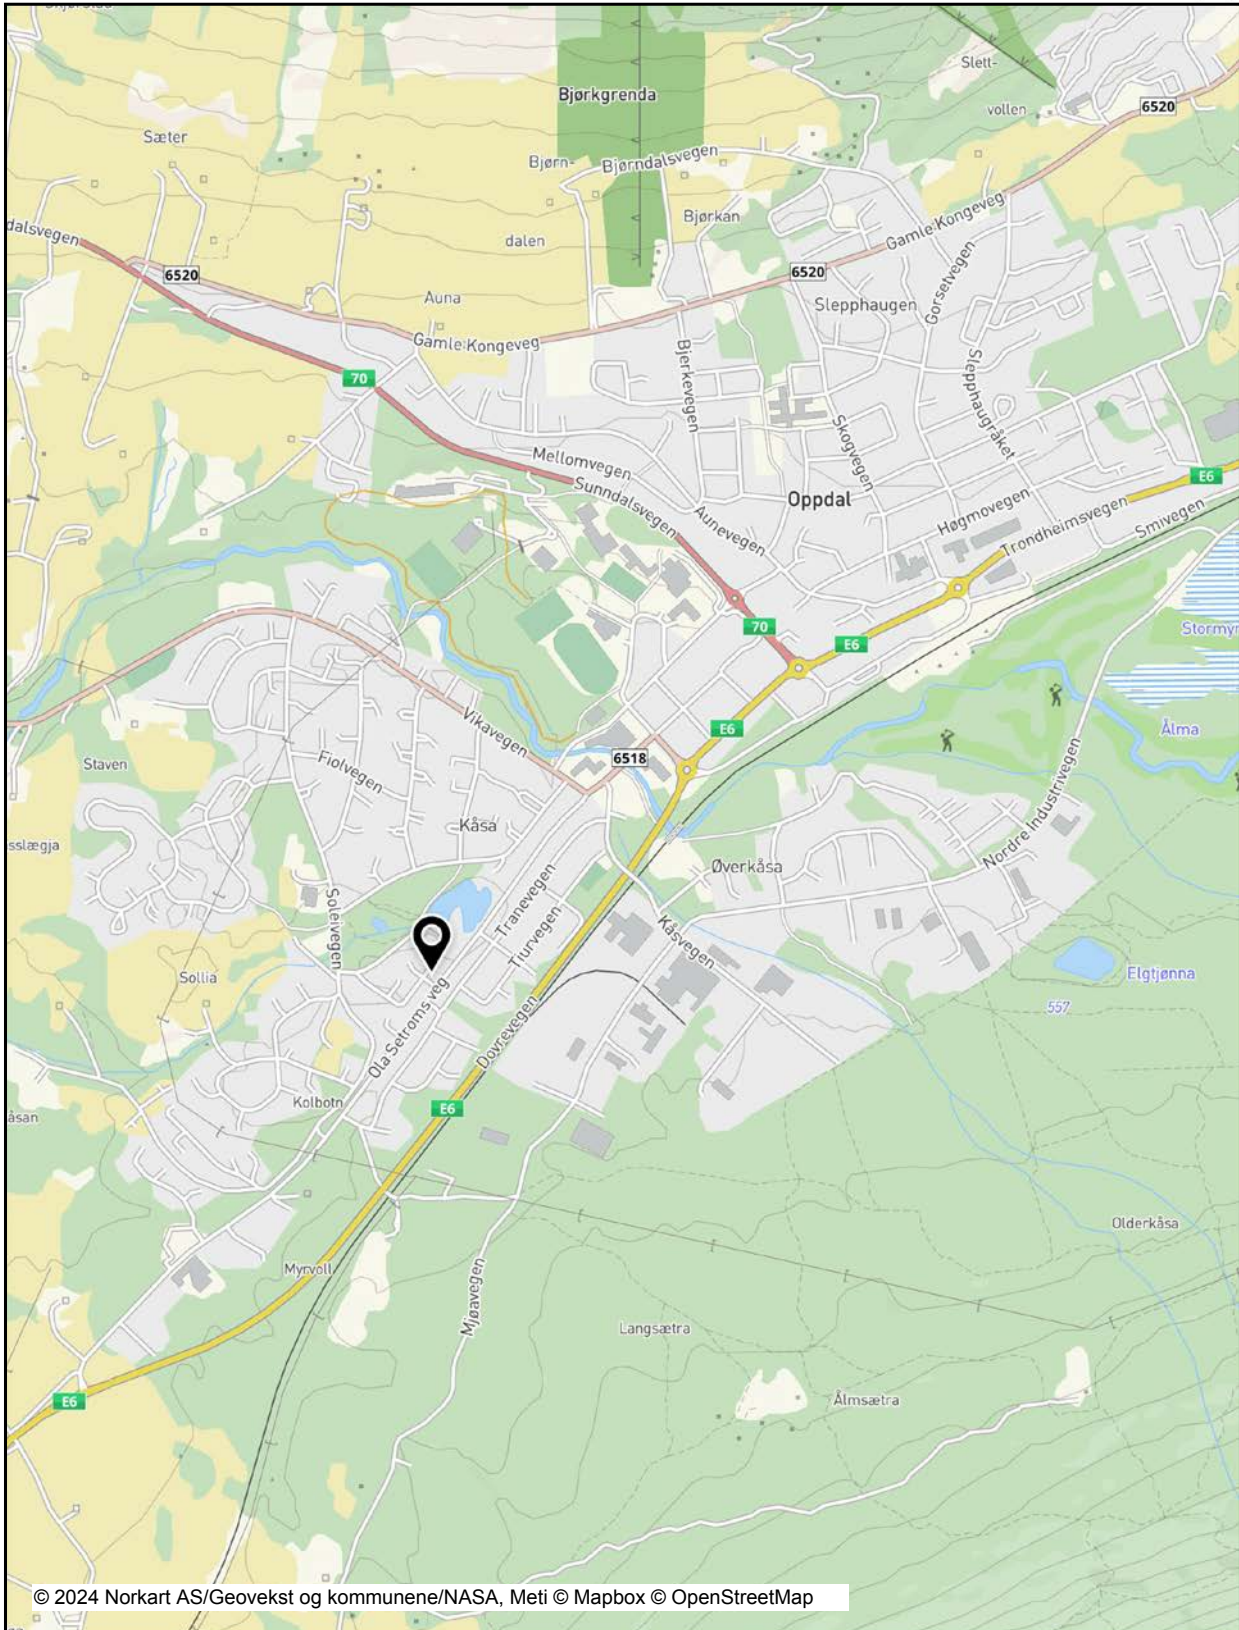 Bjørkgrenda
Slett-
vollen
6520
Sæter
Bjørn-
dalen
Bjørndalsvegen
Bjørkan
Gamle Kongeveg
dalsvegen
6520
6520
Auna
Slepphaugen
Gorsetvegen
Gamle Kongeveg
Bjerkevegen
70
Slepphaugråket
Skogvegen
Mellomvegen
Sunndalsvegen
Aunevegen
Oppdal
E6
Høgmovegen
Trondheimsvegen
Smivegen
70
E6
Stormyr
Vikavegen
E6
Ålma
6518
Staven
Fiolvegen
Kåsa
Nordre Industrivegen
sslægja
Øverkåsa
Soleivegen
Tranevegen
Tiurvegen
Kåsvegen
Sollia
Elgtjønna
557
Ola Setroms veg
Dovrevegen
Kolbotn
E6
åsan
Olderkåsa
Myrvoll
Mjøavegen
Langsætra
E6
Ålmsætra
© 2024 Norkart AS/Geovekst og kommunene/NASA, Meti © Mapbox © OpenStreetMap